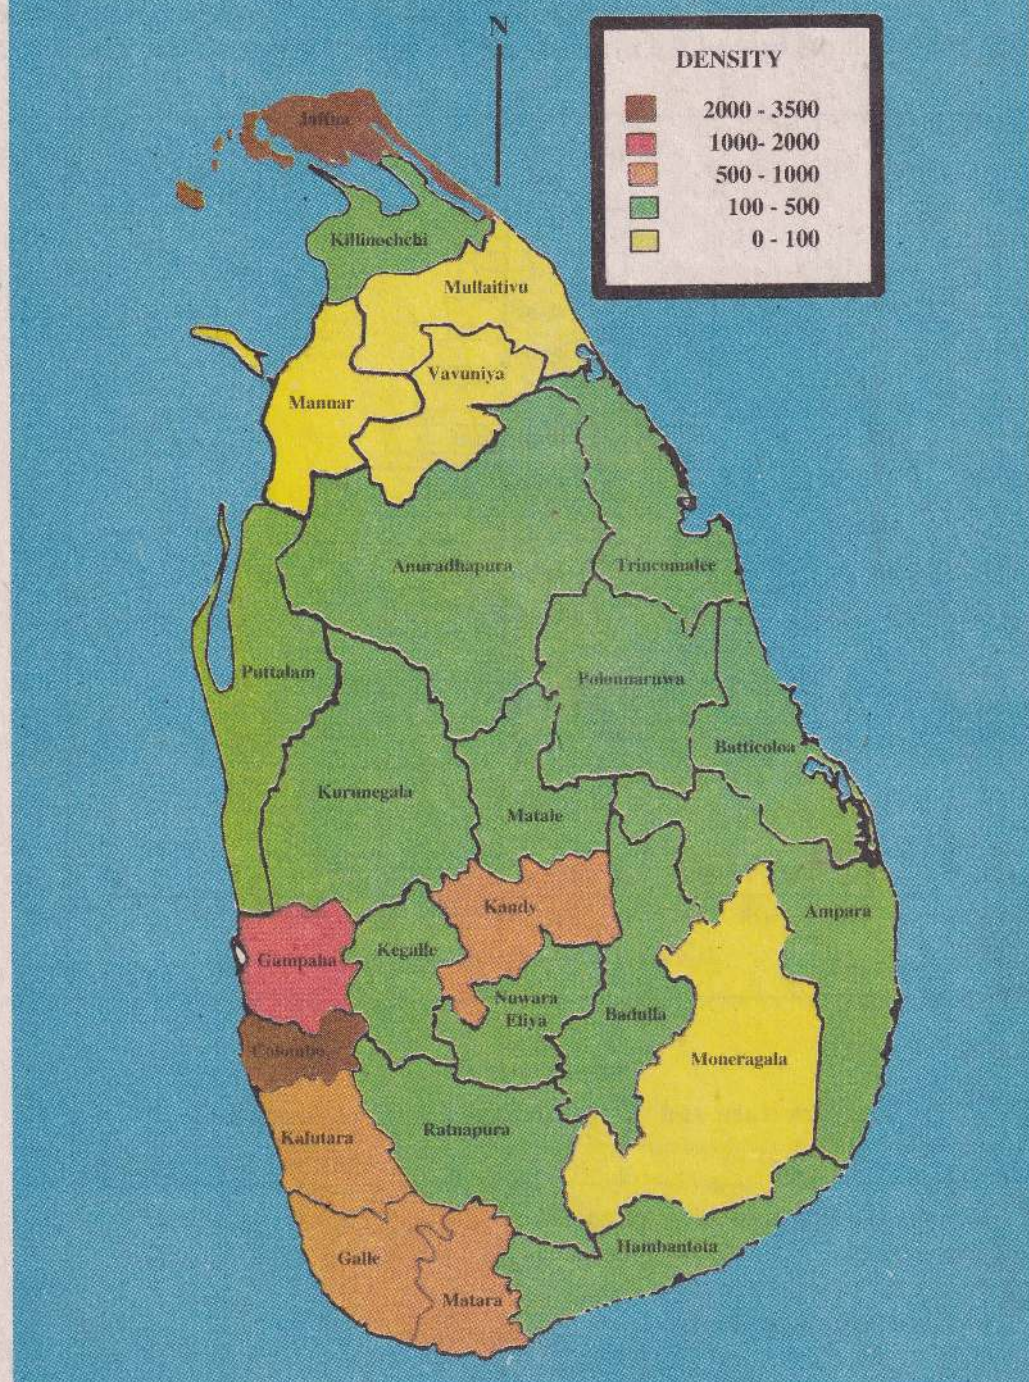 N
DENSITY
2000 - 3500
1000- 2000
500 - 1000
100 - 500
0 - 100
Jaffna
Killinochchi
Mullaitivu
Vavuniya
Mannar
Anuradhapura
Trincomalee
Puttalam
Polonnaruwa
Batticoloa
Kurunegala
Matale
Kandy
Ampara
Kegalle
Gampaha
Nuwara
Eliya
Badulla
Colombo
Moneragala
Ratnapura
Kalutara
Hambantota
Galle
Matara